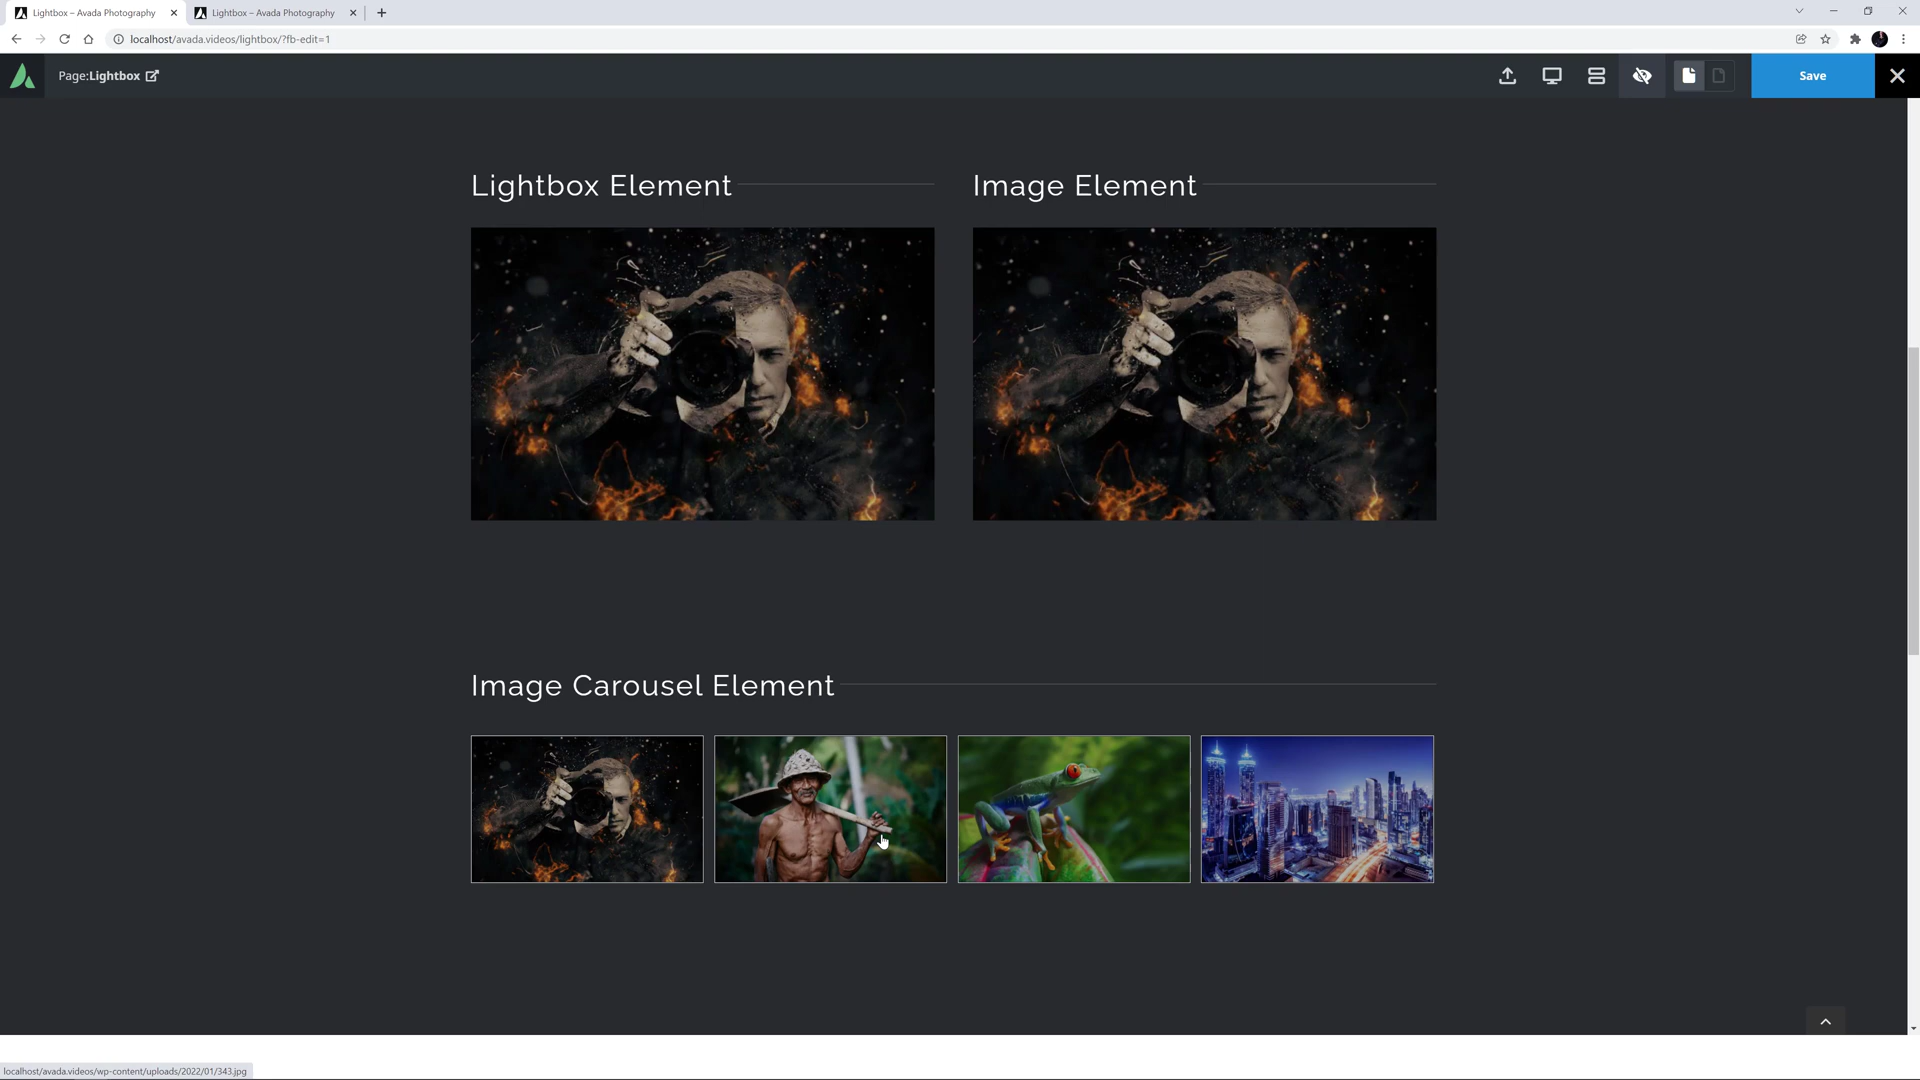 Lightbox – Avada Photography
Lightbox – Avada Photography
localhost/avada.videos/lightbox/?fb-edit=1
Page:Lightbox
Save
Lightbox Element
Image Element
Image Carousel Element
localhost/avada.videos/wp-content/uploads/2022/01/343.jpg